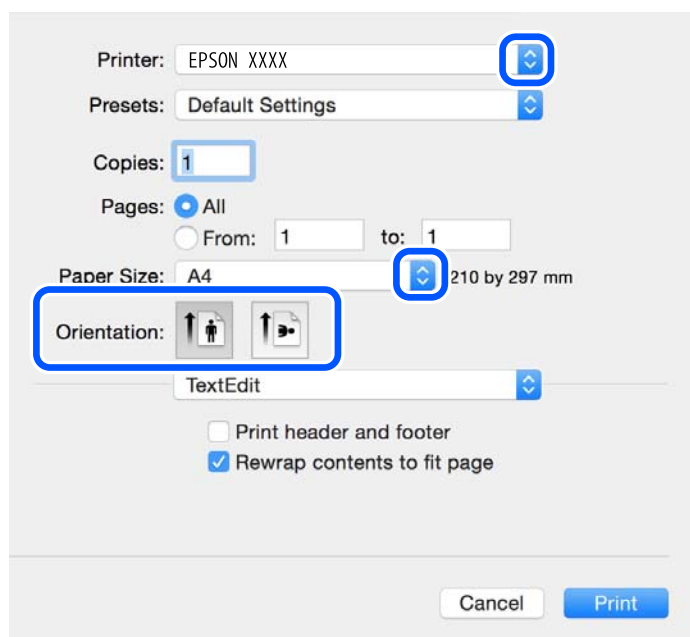 Printer: EPSON XXXX
Presets: Default Settings
Copies: 1
Pages: All
From: 1 to: 1
Paper Size: A4 210 by 297 mm
Orientation:
TextEdit
Print header and footer
Rewrap contents to fit page
Cancel Print